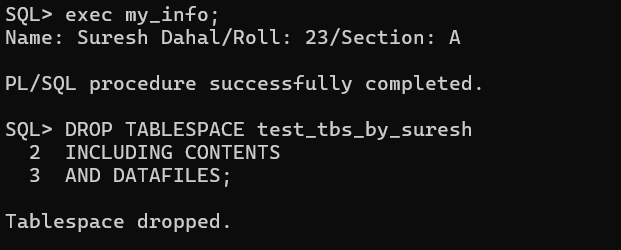 SQL> exec my_info;
Name: Suresh Dahal/Roll: 23/Section: A
PL/SQL procedure successfully completed.
SQL> DROP TABLESPACE test_tbs_by_suresh
  2  INCLUDING CONTENTS
  3  AND DATAFILES;
Tablespace dropped.